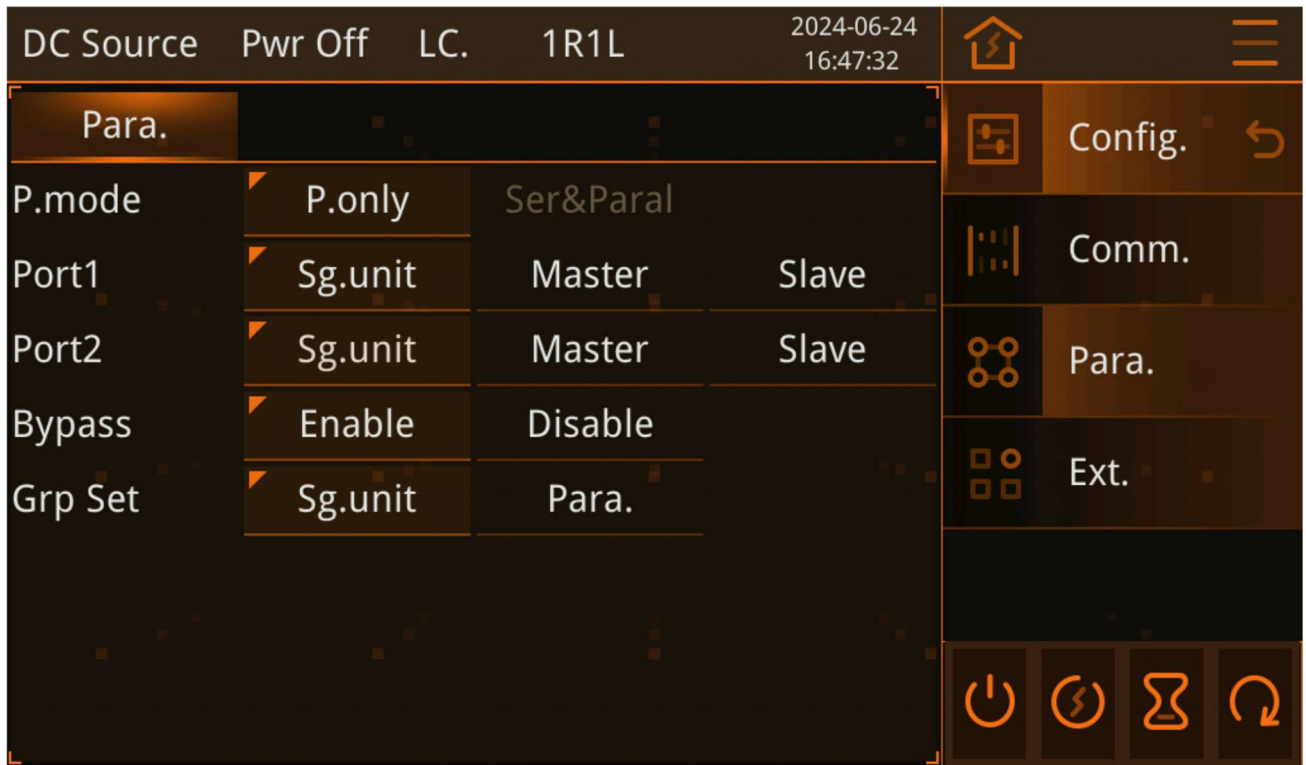 DC Source Pwr Off LC. 1R1L 2024-06-24
16:47:32
Para.
P.mode P.only Ser&Paral
Port1 Sg.unit Master Slave
Port2 Sg.unit Master Slave
Bypass Enable Disable
Grp Set Sg.unit Para.
Config.
Comm.
Para.
Ext.